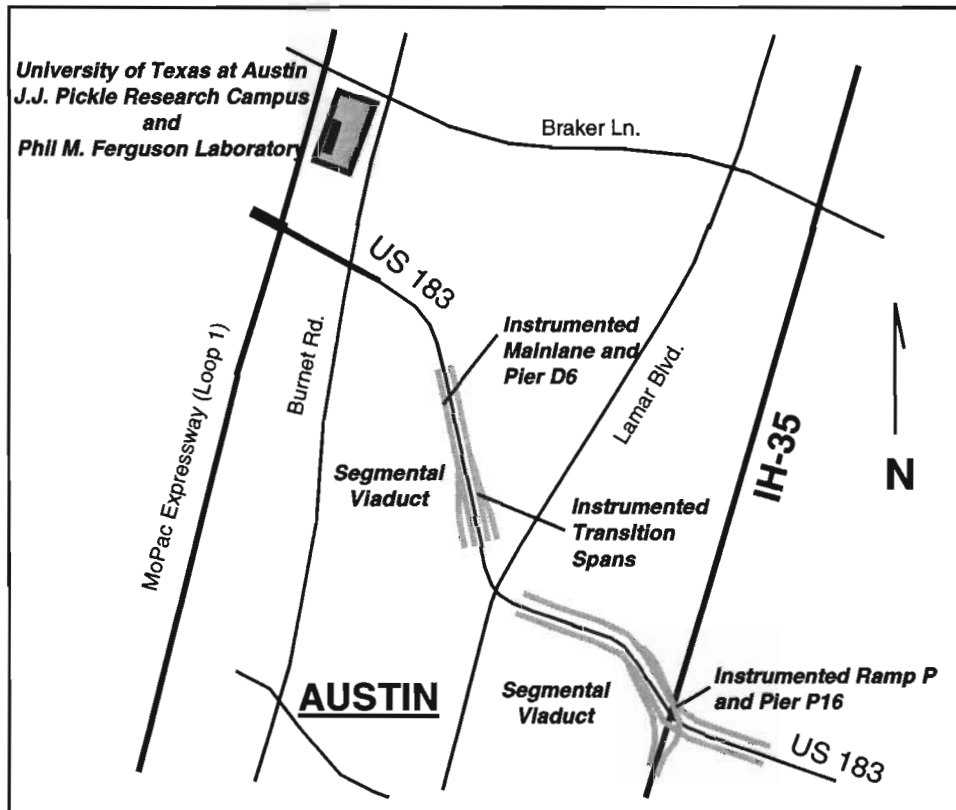 University of Texas at Austin
J.J. Pickle Research Campus
and
Phil M. Ferguson Laboratory
Braker Ln.
US 183
Instrumented
Mainlane and
Pier D6
MoPac Expressway (Loop 1)
Burnet Rd.
Lamar Blvd.
IH-35
N
Segmental
Viaduct
Instrumented
Transition
Spans
AUSTIN
Segmental
Viaduct
Instrumented Ramp P
and Pier P16
US 183